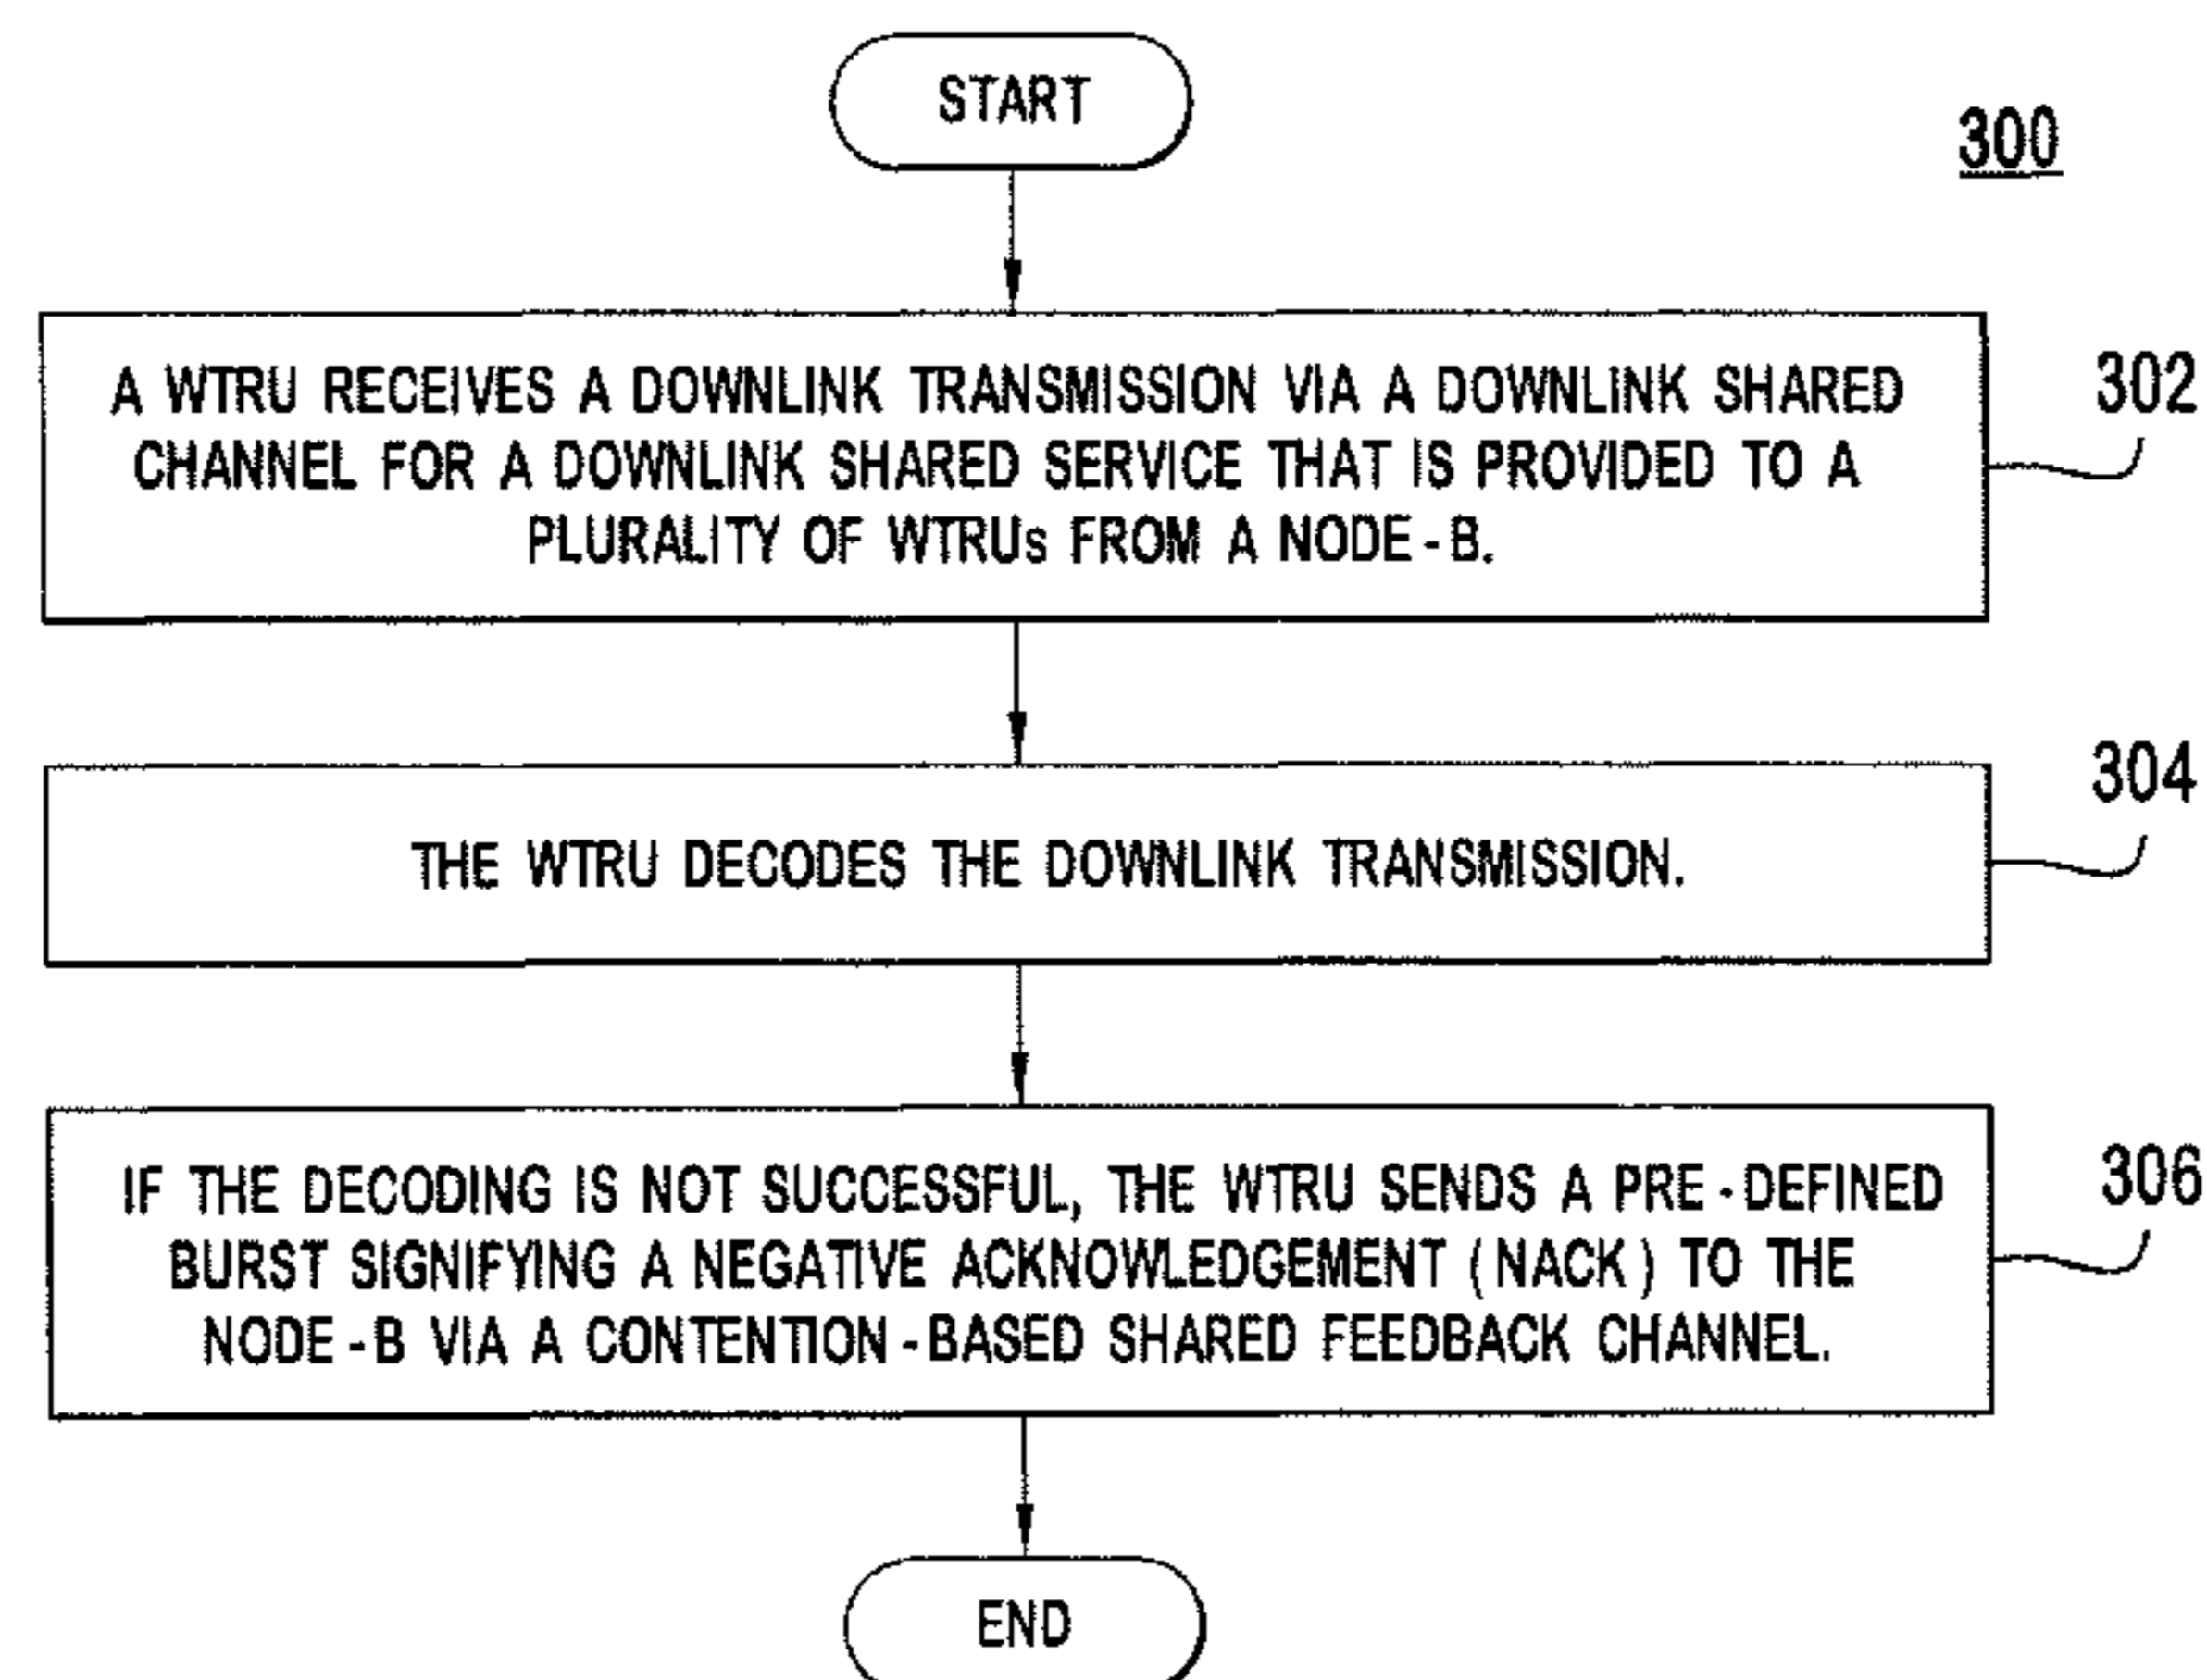 START
300
A WTRU RECEIVES A DOWNLINK TRANSMISSION VIA A DOWNLINK SHARED
CHANNEL FOR A DOWNLINK SHARED SERVICE THAT IS PROVIDED TO A
PLURALITY OF WTRUs FROM A NODE-B.
302
THE WTRU DECODES THE DOWNLINK TRANSMISSION.
304
IF THE DECODING IS NOT SUCCESSFUL, THE WTRU SENDS A PRE-DEFINED
BURST SIGNIFYING A NEGATIVE ACKNOWLEDGEMENT (NACK) TO THE
NODE-B VIA A CONTENTION-BASED SHARED FEEDBACK CHANNEL.
306
END